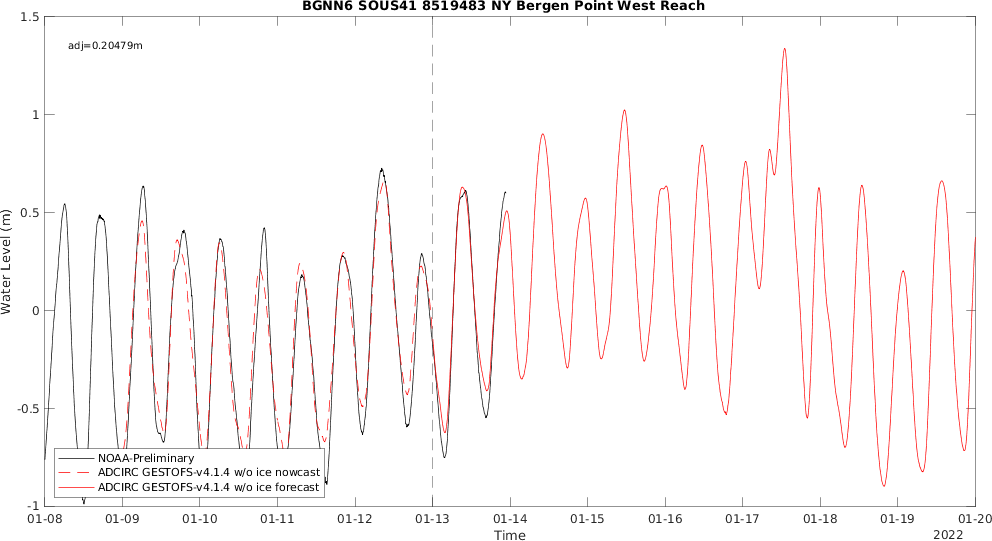 BGNN6 SOUS41 8519483 NY Bergen Point West Reach
adj=0.20479m
1.5
1
0.5
0
-0.5
-1
Water Level (m)
NOAA-Preliminary
ADCIRC GESTOFS-v4.1.4 w/o ice nowcast
ADCIRC GESTOFS-v4.1.4 w/o ice forecast
01-08 01-09 01-10 01-11 01-12 01-13 01-14 01-15 01-16 01-17 01-18 01-19 01-20
Time
2022